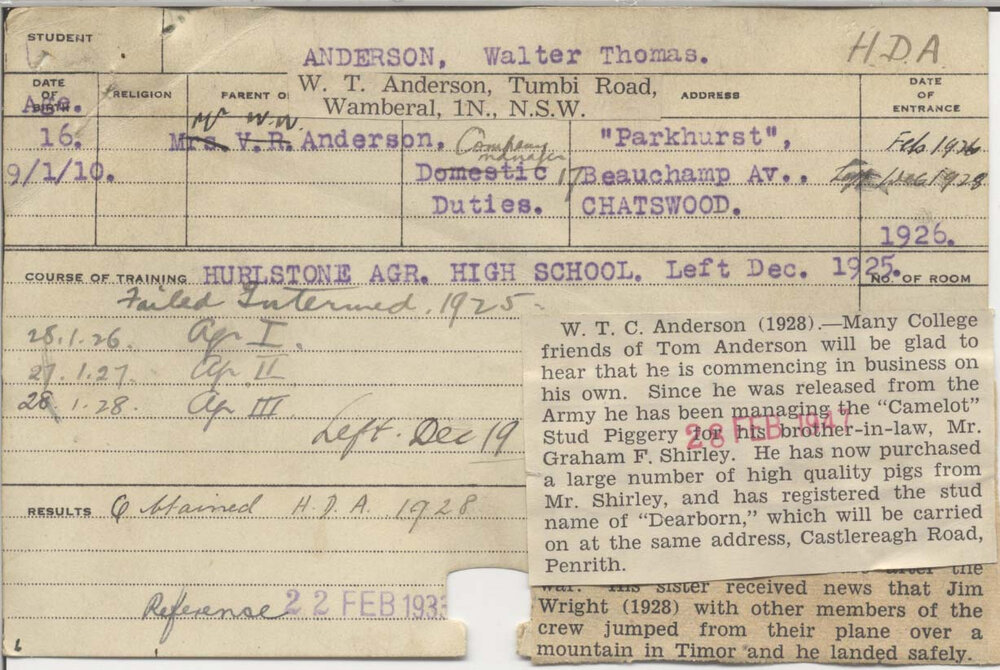 STUDENT
ANDERSON, Walter Thomas.
H.D.A
W. T. Anderson, Tumbi Road,
Wamberal, 1N., N.S.W.
DATE OF BIRTH
Age.
RELIGION
PARENT O
ADDRESS
DATE OF ENTRANCE
Mr W.W.
16.
Mrs. V.R. Anderson,
Company manager
"Parkhurst",
Feb 1926
9/1/10.
Domestic
17 Beauchamp Av..
Dec 1928
Duties.
CHATSWOOD.
1926.
COURSE OF TRAINING HURLSTONE AGR. HIGH SCHOOL. Left Dec. 1925.
NO. OF ROOM
Failed Intermed. 1925
28.1.26. Ag. I.
27.1.27. Ag. II
28.1.28. Ag. III
Left. Dec 19
RESULTS Obtained H.D.A. 1928
Reference 22 FEB 1933
W. T. C. Anderson (1928).—Many College
friends of Tom Anderson will be glad to
hear that he is commencing in business on
his own. Since he was released from the
Army he has been managing the "Camelot"
Stud Piggery for his brother-in-law, Mr.
28 FEB 1947
Graham F. Shirley. He has now purchased
a large number of high quality pigs from
Mr. Shirley, and has registered the stud
name of "Dearborn," which will be carried
on at the same address, Castlereagh Road,
Penrith.
after the
war. His sister received news that Jim
Wright (1928) with other members of the
crew jumped from their plane over a
mountain in Timor and he landed safely.